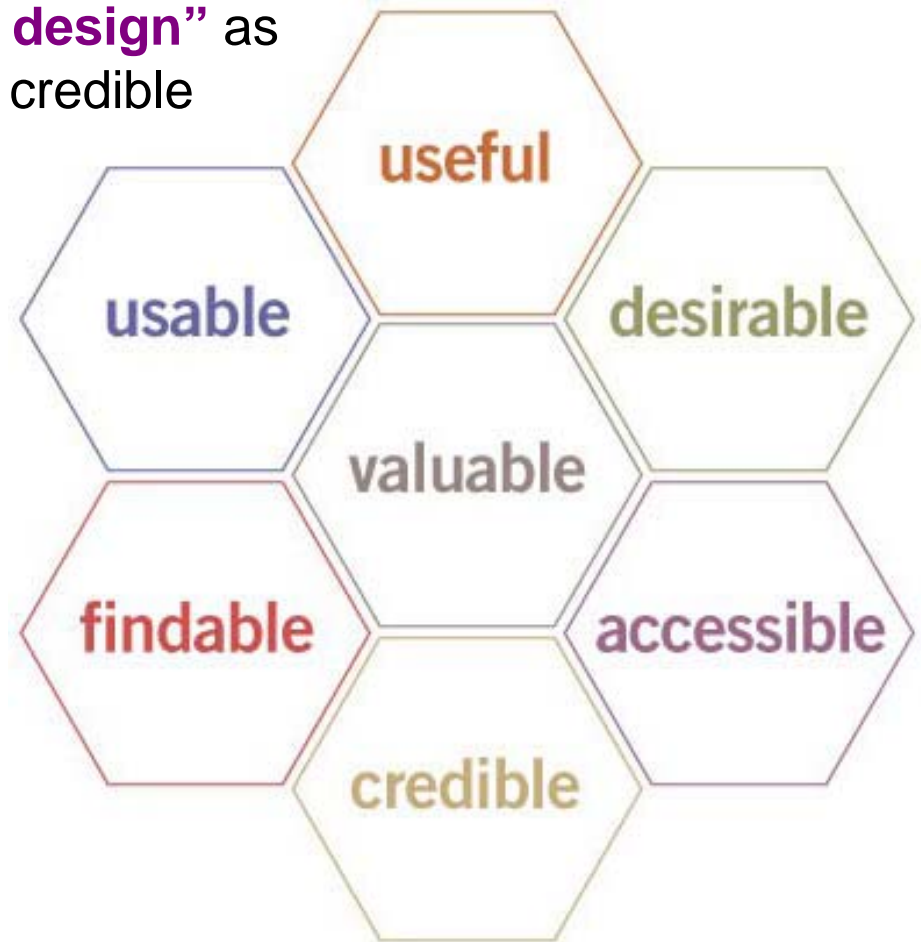 design” as
credible
useful
usable
desirable
valuable
findable
accessible
credible